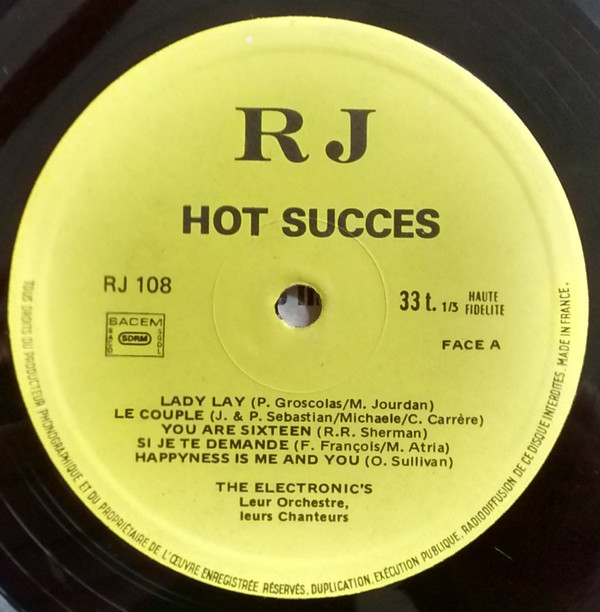 RJ
HOT SUCCES
RJ 108
SACEM
SACD
SDRM
SGDL
33 t. 1/3 HAUTE
FIDELITE
FACE A
LADY LAY (P. Groscolas/M. Jourdan)
LE COUPLE (J. & P. Sebastian/Michaele/C. Carrère)
YOU ARE SIXTEEN (R.R. Sherman)
SI JE TE DEMANDE (F. François/M. Atria)
HAPPYNESS IS ME AND YOU (O. Sullivan)
THE ELECTRONIC'S
Leur Orchestre,
leurs Chanteurs
TOUS DROITS DU PRODUCTEUR PHONOGRAPHIQUE ET DU PROPRIÉTAIRE DE L'ŒUVRE ENREGISTRÉE RÉSERVÉS, DUPLICATION, EXÉCUTION PUBLIQUE, RADIODIFFUSION DE CE DISQUE INTERDITES. MADE IN FRANCE.